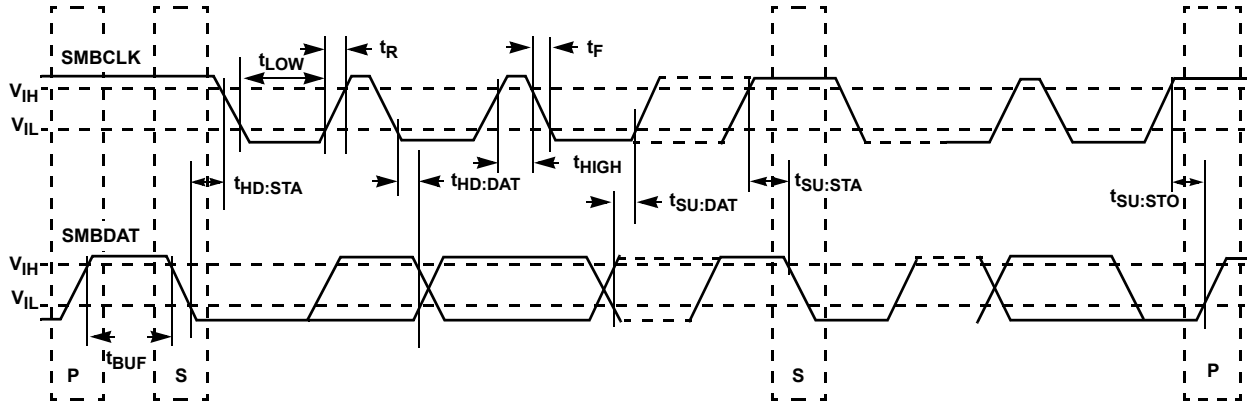 SMBCLK
tLOW
tR
tF
VIH
VIL
tHD:STA
tHD:DAT
tHIGH
tSU:DAT
tSU:STA
tSU:STO
SMBDAT
VIH
VIL
tBUF
P
S
S
P